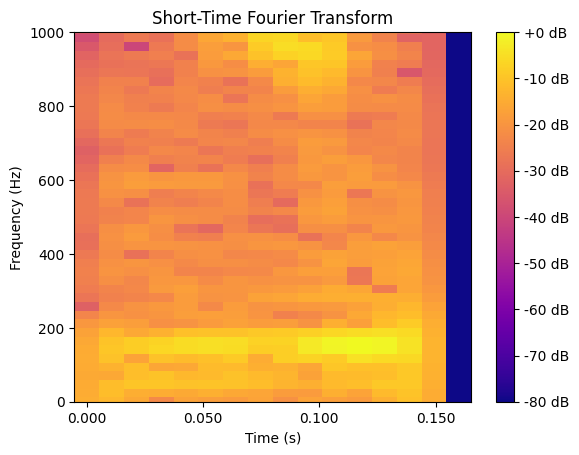 Short-Time Fourier Transform
1000
800
600
400
200
0
Frequency (Hz)
0.000
0.050
0.100
0.150
Time (s)
+0 dB
-10 dB
-20 dB
-30 dB
-40 dB
-50 dB
-60 dB
-70 dB
-80 dB